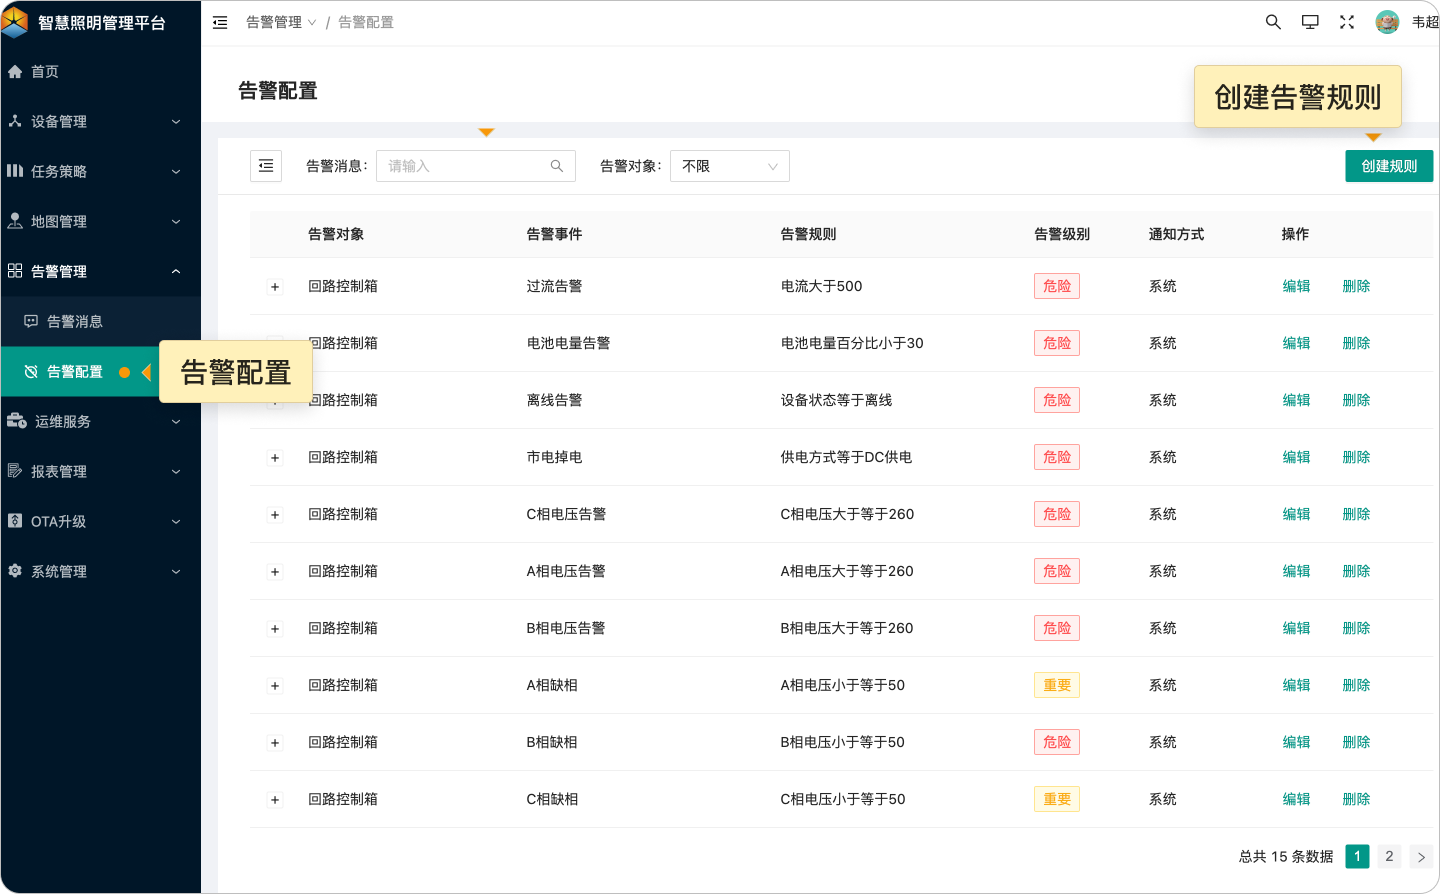 智慧照明管理平台
告警管理 / 告警配置
韦超
首页
设备管理
任务策略
地图管理
告警管理
告警消息
告警配置
运维服务
报表管理
OTA升级
系统管理
告警配置
告警配置
创建告警规则
告警消息: 请输入 告警对象: 不限 创建规则
告警对象 告警事件 告警规则 告警级别 通知方式 操作
回路控制箱 过流告警 电流大于500 危险 系统 编辑 删除
回路控制箱 电池电量告警 电池电量百分比小于30 危险 系统 编辑 删除
回路控制箱 离线告警 设备状态等于离线 危险 系统 编辑 删除
回路控制箱 市电掉电 供电方式等于DC供电 危险 系统 编辑 删除
回路控制箱 C相电压告警 C相电压大于等于260 危险 系统 编辑 删除
回路控制箱 A相电压告警 A相电压大于等于260 危险 系统 编辑 删除
回路控制箱 B相电压告警 B相电压大于等于260 危险 系统 编辑 删除
回路控制箱 A相缺相 A相电压小于等于50 重要 系统 编辑 删除
回路控制箱 B相缺相 B相电压小于等于50 危险 系统 编辑 删除
回路控制箱 C相缺相 C相电压小于等于50 重要 系统 编辑 删除
总共 15 条数据 1 2 >